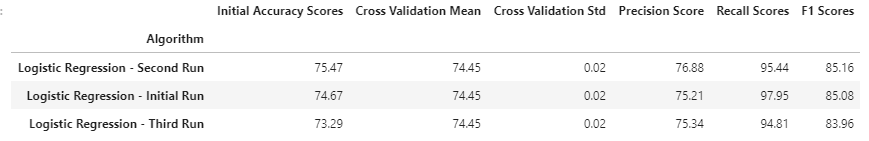 : Initial Accuracy Scores Cross Validation Mean Cross Validation Std Precision Score Recall Scores F1 Scores
Algorithm
Logistic Regression - Second Run 75.47 74.45 0.02 76.88 95.44 85.16
Logistic Regression - Initial Run 74.67 74.45 0.02 75.21 97.95 85.08
Logistic Regression - Third Run 73.29 74.45 0.02 75.34 94.81 83.96